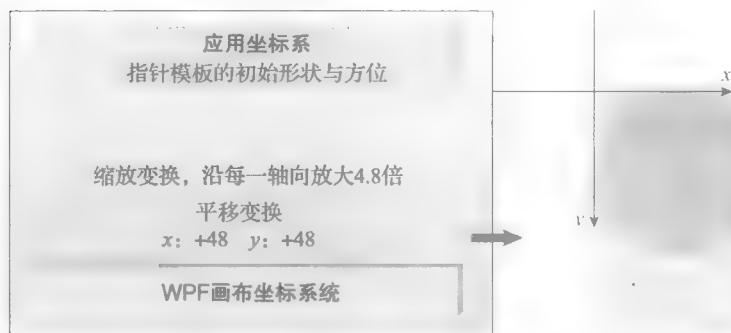 应用坐标系
指针模板的初始形状与方位
x
缩放变换，沿每一轴向放大4.8倍
平移变换
x：+48 y：+48
WPF画布坐标系统